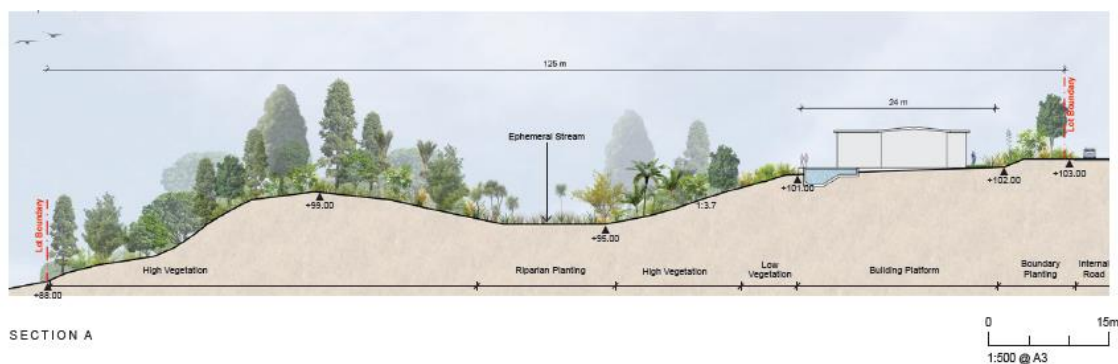 125 m
24 m
Lot Boundary
Ephemeral Stream
Lot Boundary
+101.00
+102.00
+103.00
1:3.7
+99.00
+95.00
+88.00
High Vegetation
Riparian Planting
High Vegetation
Low
Vegetation
Building Platform
Boundary
Planting
Internal
Road
SECTION A
0
15m
1:500 @ A3